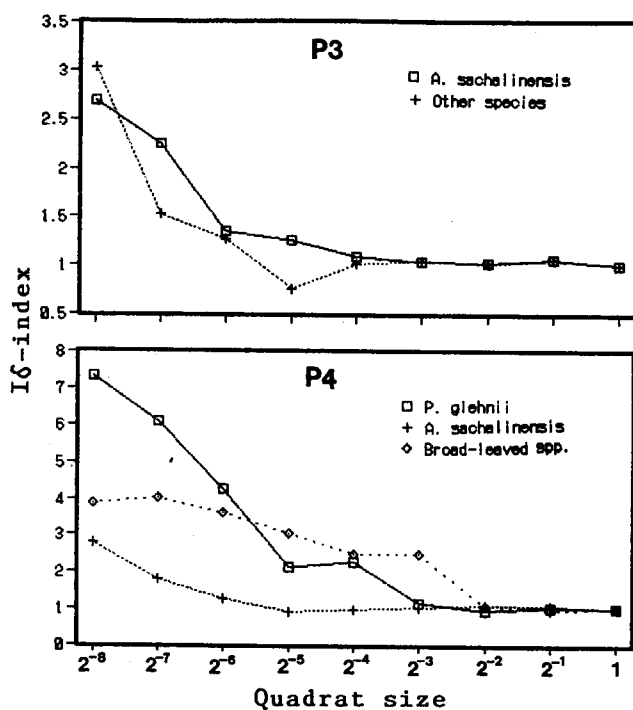 P3
A. sachalinensis
Other species
3.5
3
2.5
2
1.5
1
0.5
Iδ-index
P4
P. glehnii
A. sachalinensis
Broad-leaved spp.
8
7
6
5
4
3
2
1
0
2⁻⁸ 2⁻⁷ 2⁻⁶ 2⁻⁵ 2⁻⁴ 2⁻³ 2⁻² 2⁻¹ 1
Quadrat size